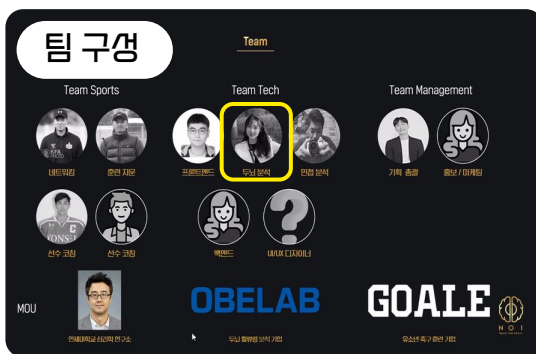 팀 구성
Team
Team Sports
Team Tech
Team Management
네트워킹
훈련 자문
프론트엔드
두뇌 분석
민첩 분석
기획 총괄
홍보 / 마케팅
선수 코칭
선수 코칭
백엔드
UI/UX 디자이너
MOU
OBELAB
GOALE
NOI
연세대학교 심리학 연구소
두뇌 혈류량 분석 기업
유소년 축구 훈련 기업